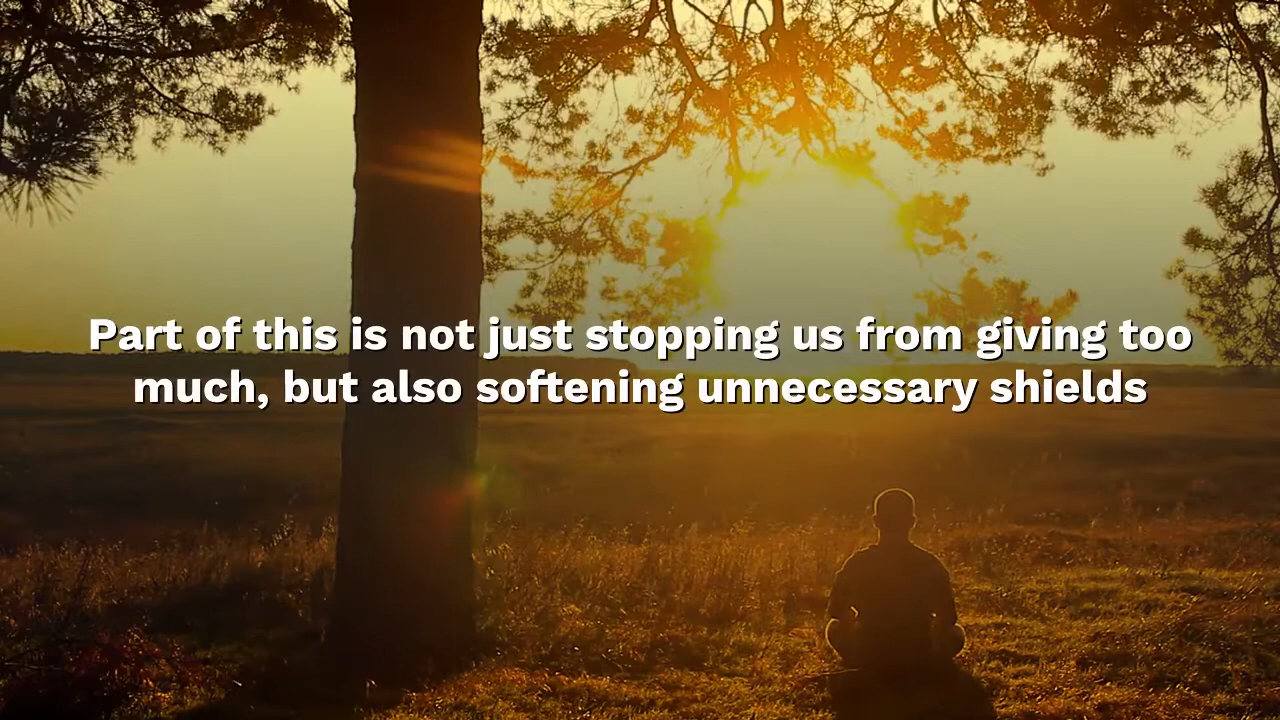 Part of this is not just stopping us from giving too
much, but also softening unnecessary shields